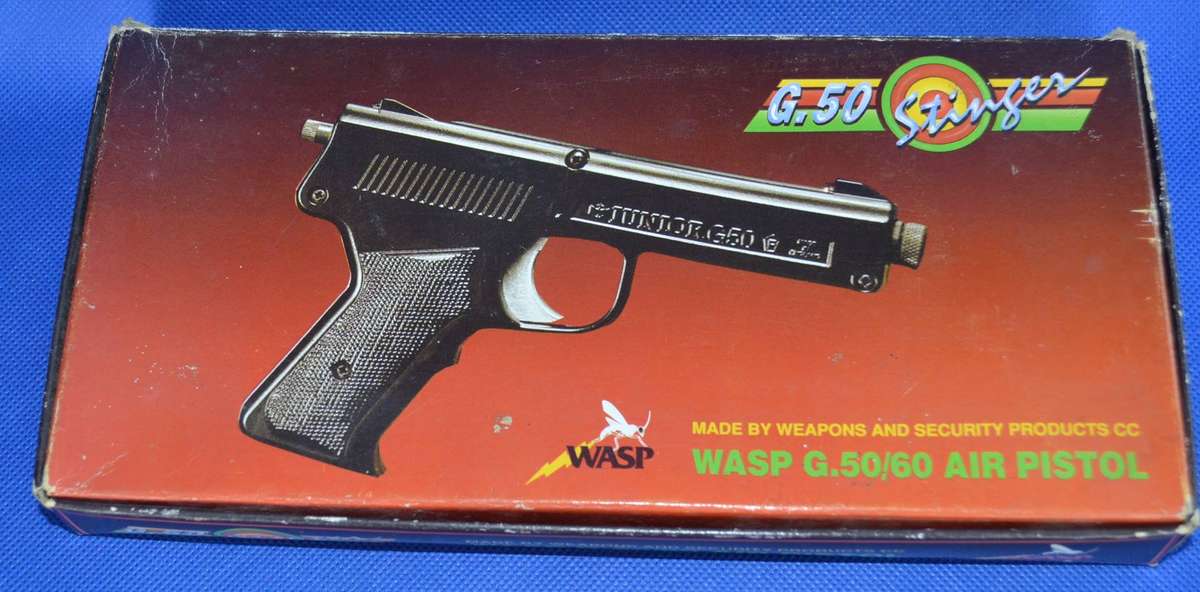 G.50 Stinger
JUNIOR G50
WASP
MADE BY WEAPONS AND SECURITY PRODUCTS CC
WASP G.50/60 AIR PISTOL